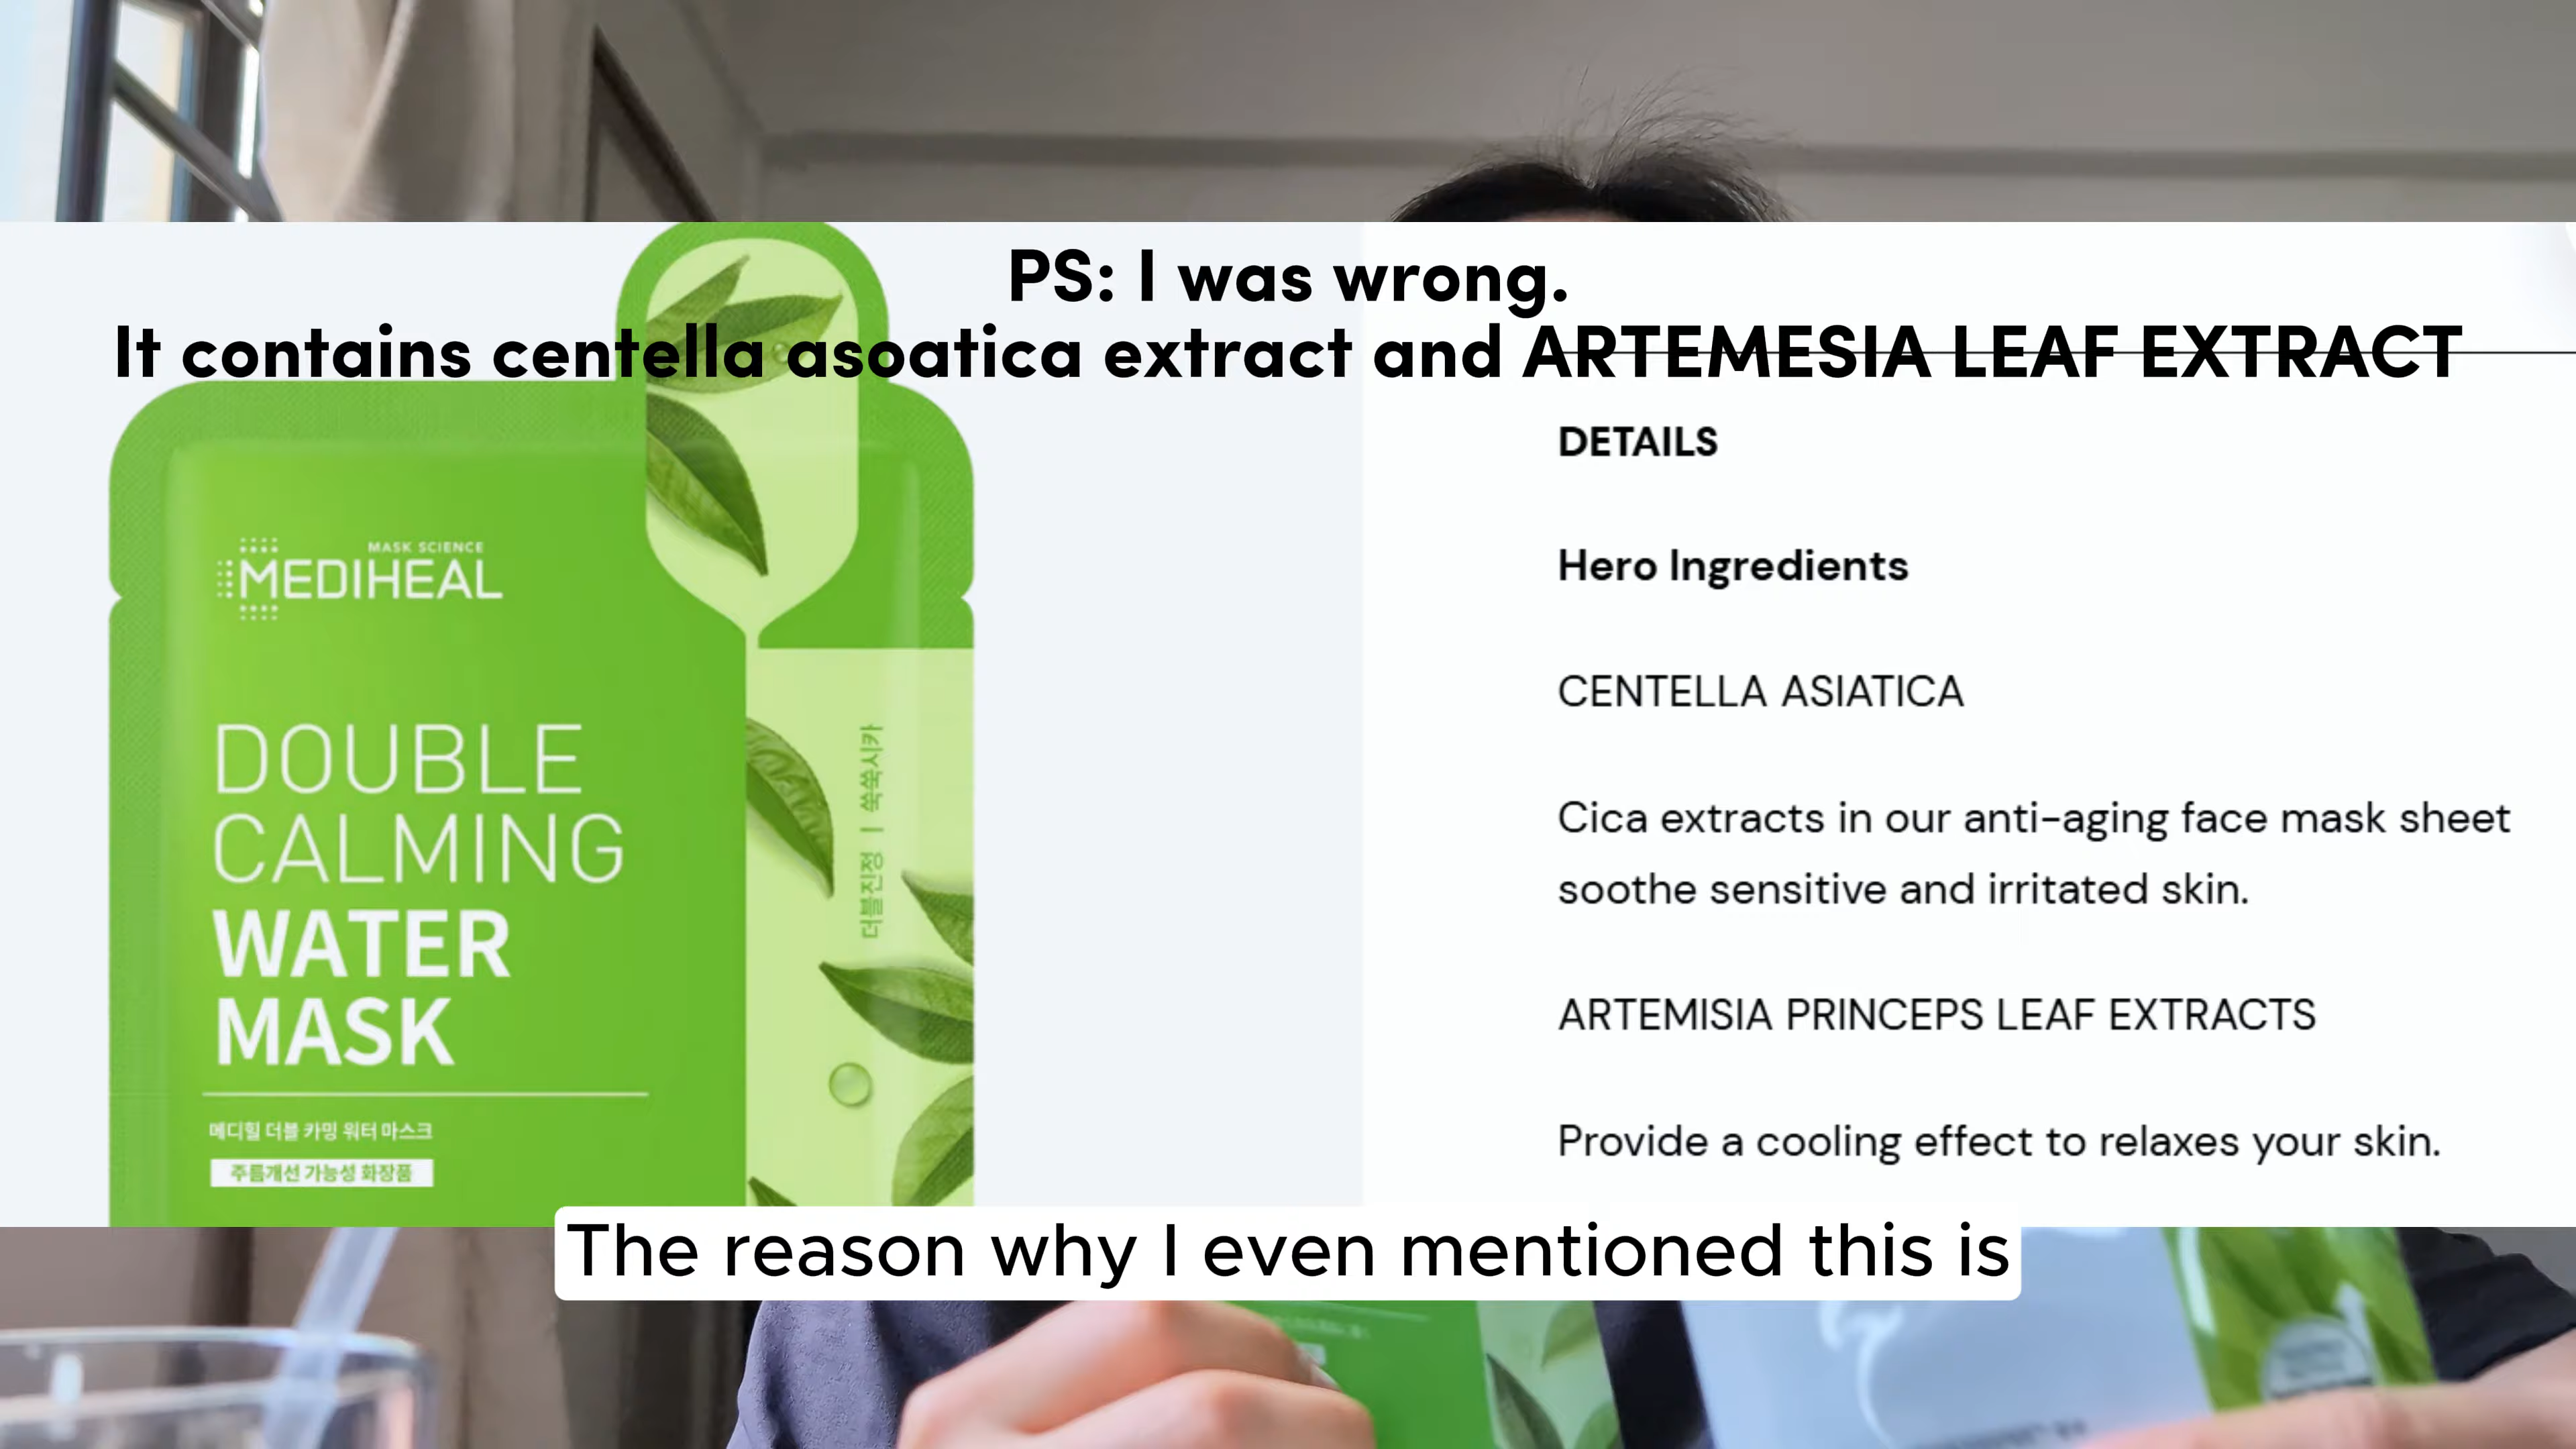 PS: I was wrong.
It contains centella asoatica extract and ARTEMESIA LEAF EXTRACT
MASK SCIENCE
MEDIHEAL
DOUBLE
CALMING
WATER
MASK
메디힐 더블 카밍 워터 마스크
주름개선 기능성 화장품
더블진정 | 쑥쑥시카
DETAILS
Hero Ingredients
CENTELLA ASIATICA
Cica extracts in our anti-aging face mask sheet
soothe sensitive and irritated skin.
ARTEMISIA PRINCEPS LEAF EXTRACTS
Provide a cooling effect to relaxes your skin.
The reason why I even mentioned this is